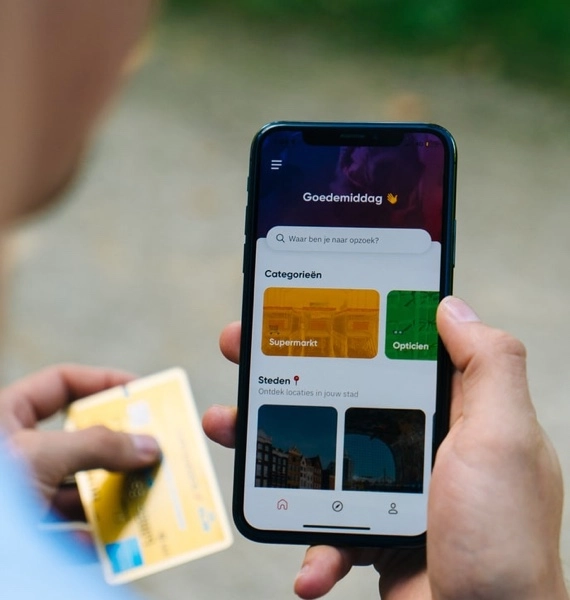 Goedemiddag 👋
Waar ben je naar opzoek?
Categorieën
Supermarkt
Opticien
Steden📍
Ontdek locaties in jouw stad